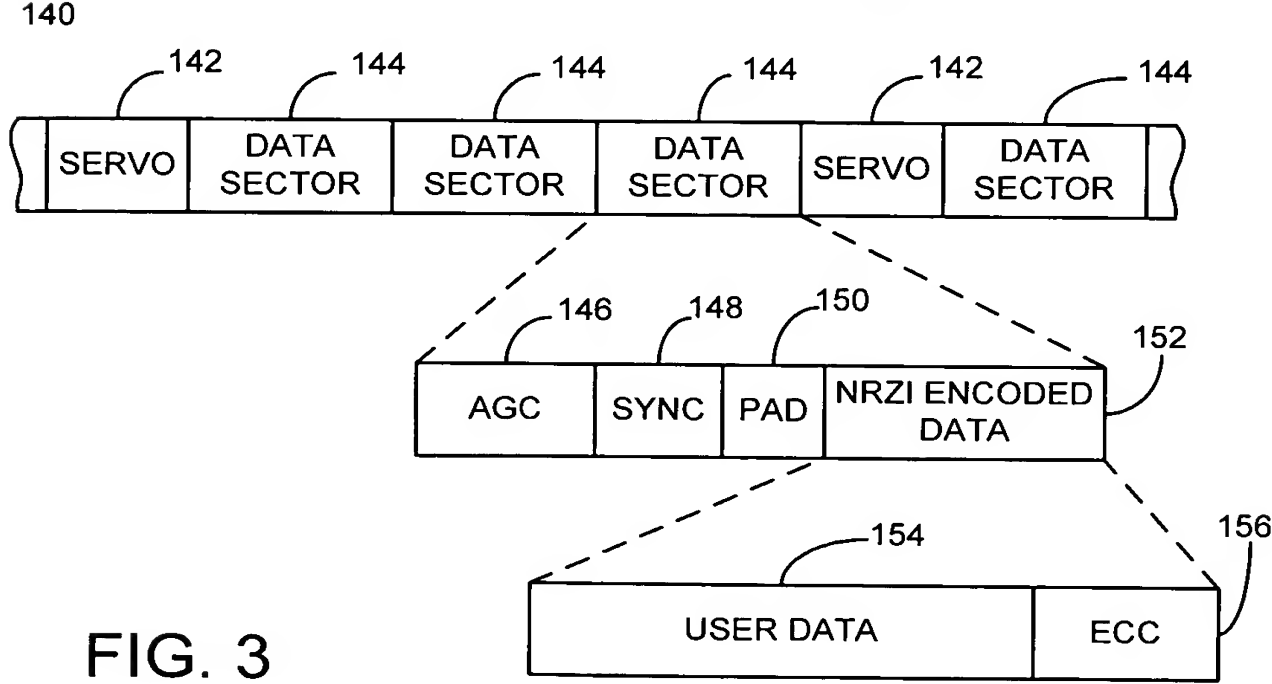 140
142 144 144 144 142 144
SERVO DATA SECTOR DATA SECTOR DATA SECTOR SERVO DATA SECTOR
146 148 150 152
AGC SYNC PAD NRZI ENCODED DATA
154 156
USER DATA ECC
FIG. 3